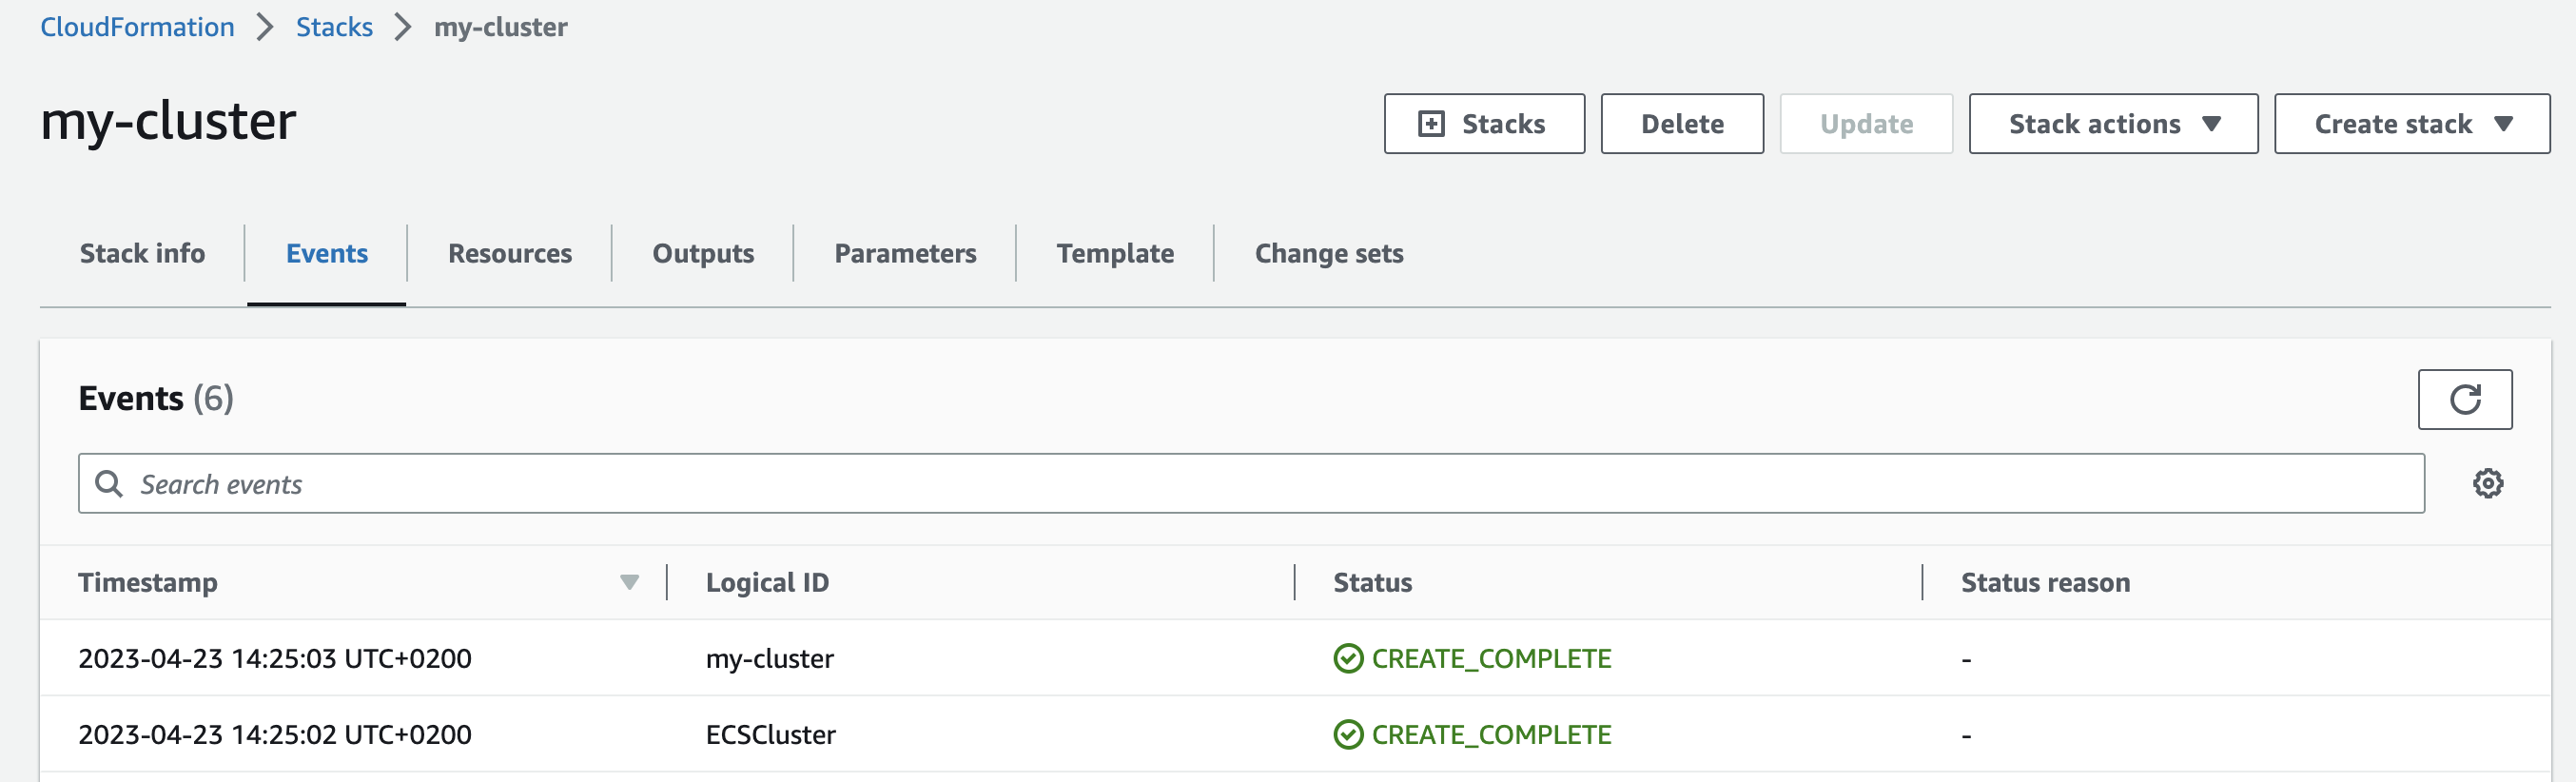 CloudFormation > Stacks > my-cluster
my-cluster
Stacks Delete Update Stack actions Create stack
Stack info Events Resources Outputs Parameters Template Change sets
Events (6)
Search events
Timestamp Logical ID Status Status reason
2023-04-23 14:25:03 UTC+0200 my-cluster CREATE_COMPLETE -
2023-04-23 14:25:02 UTC+0200 ECSCluster CREATE_COMPLETE -